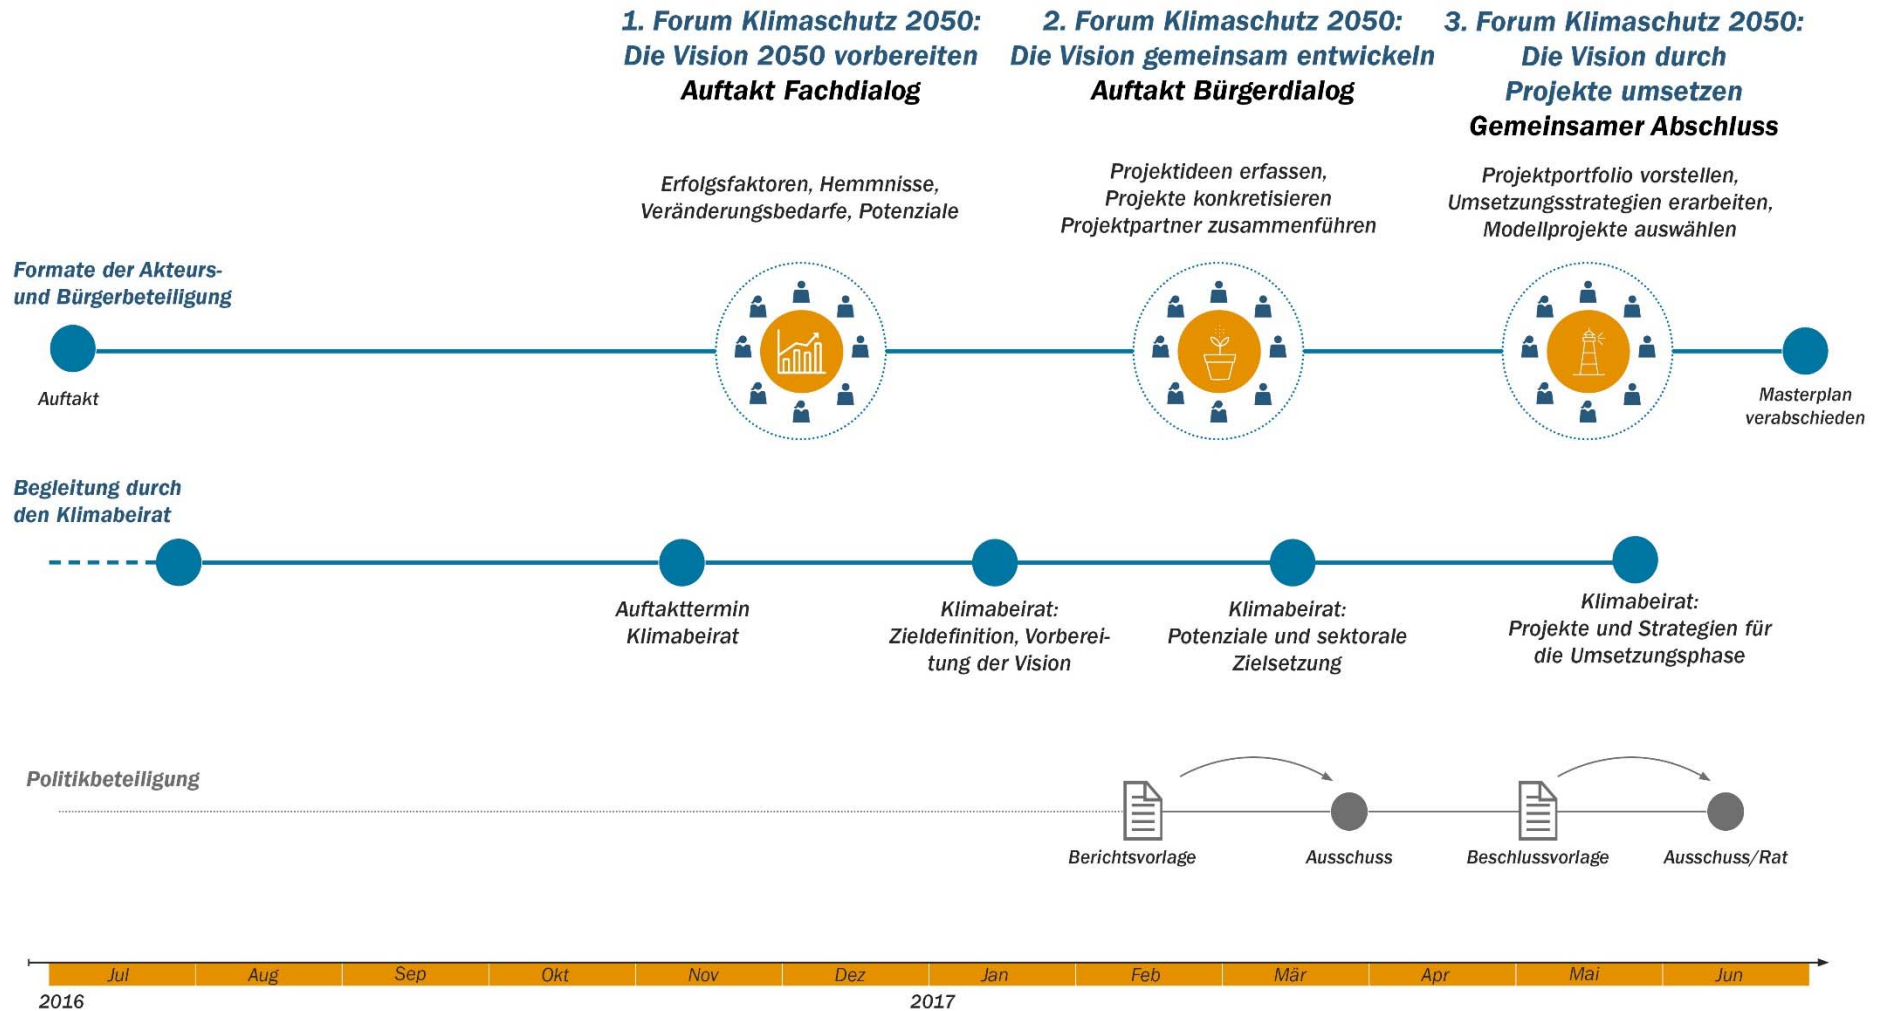 1. Forum Klimaschutz 2050:
Die Vision 2050 vorbereiten
Auftakt Fachdialog
2. Forum Klimaschutz 2050:
Die Vision gemeinsam entwickeln
Auftakt Bürgerdialog
3. Forum Klimaschutz 2050:
Die Vision durch
Projekte umsetzen
Gemeinsamer Abschluss
Erfolgsfaktoren, Hemmnisse,
Veränderungsbedarfe, Potenziale
Projektideen erfassen,
Projekte konkretisieren
Projektpartner zusammenführen
Projektportfolio vorstellen,
Umsetzungsstrategien erarbeiten,
Modellprojekte auswählen
Formate der Akteurs-
und Bürgerbeteiligung
Auftakt
Masterplan
verabschieden
Begleitung durch
den Klimabeirat
Auftakttermin
Klimabeirat
Klimabeirat:
Zieldefinition, Vorberei-
tung der Vision
Klimabeirat:
Potenziale und sektorale
Zielsetzung
Klimabeirat:
Projekte und Strategien für
die Umsetzungsphase
Politikbeteiligung
Berichtsvorlage
Ausschuss
Beschlussvorlage
Ausschuss/Rat
Jul
Aug
Sep
Okt
Nov
Dez
Jan
Feb
Mär
Apr
Mai
Jun
2016
2017